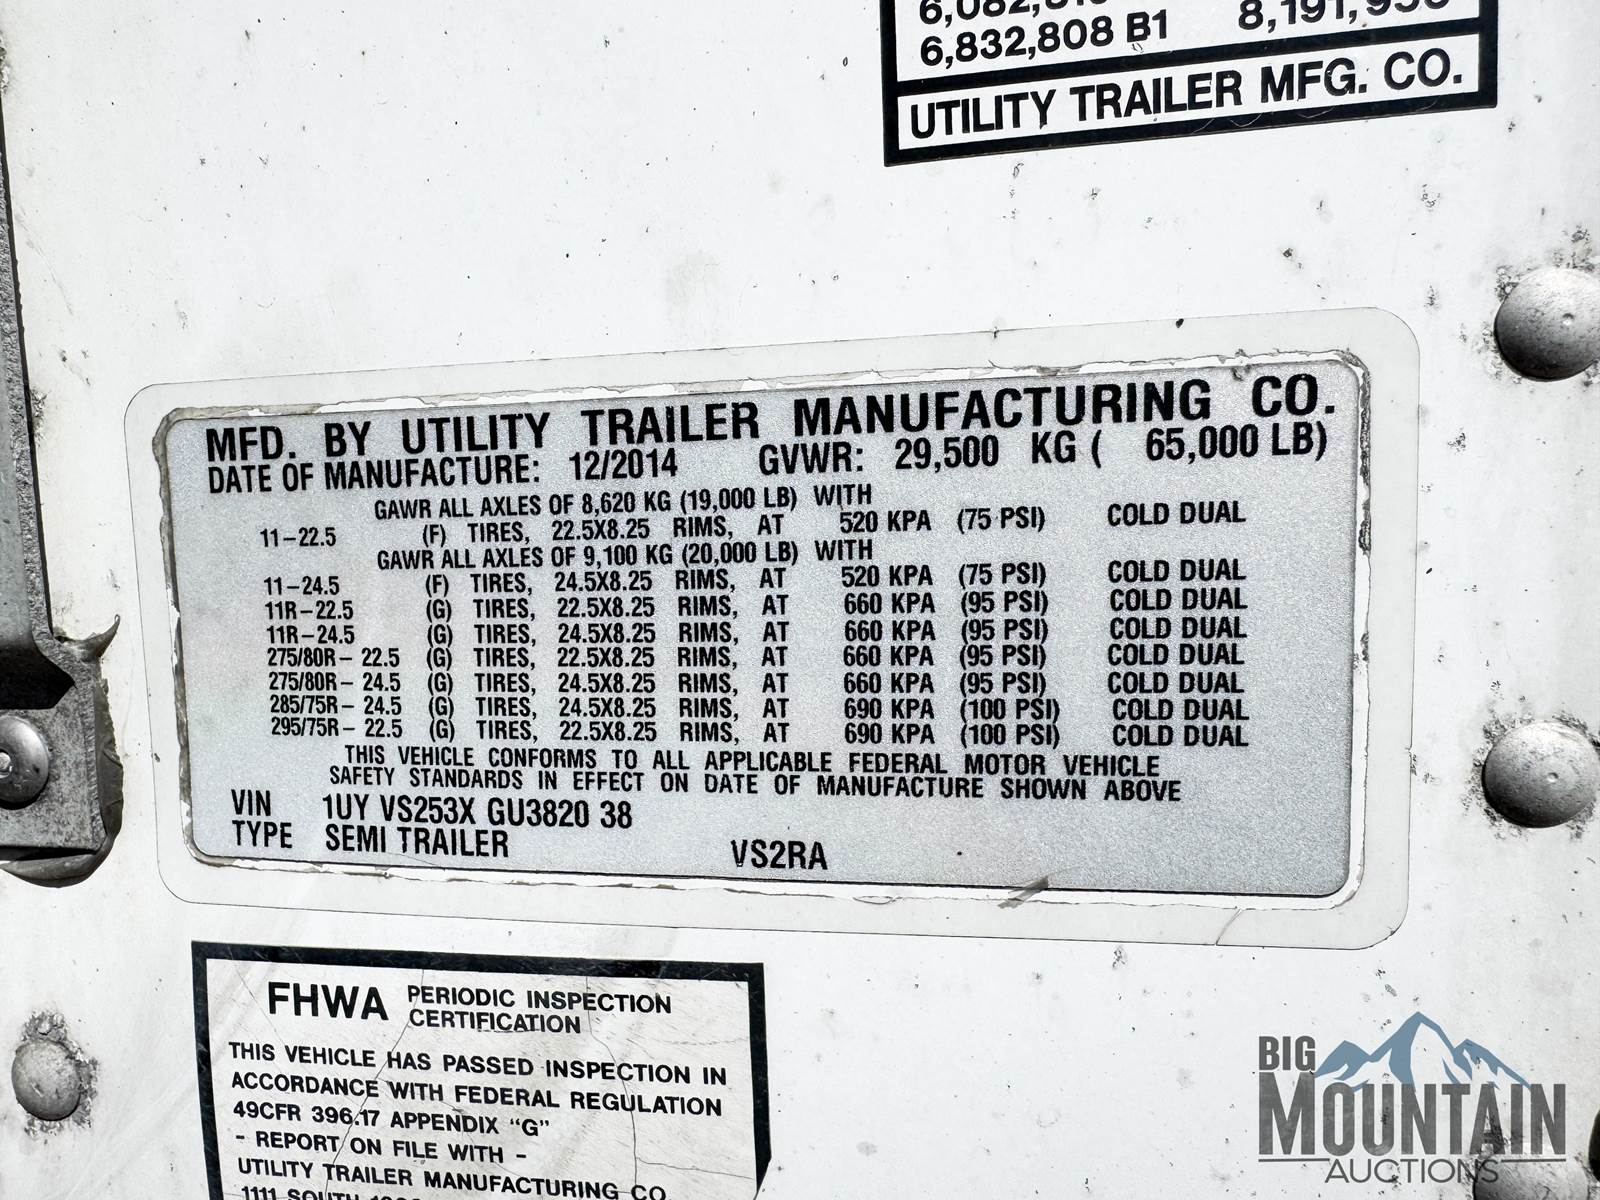 6,832,808 B1
UTILITY TRAILER MFG. CO.
MFD. BY UTILITY TRAILER MANUFACTURING CO.
DATE OF MANUFACTURE: 12/2014 GVWR: 29,500 KG ( 65,000 LB)
GAWR ALL AXLES OF 8,620 KG (19,000 LB) WITH
11-22.5 (F) TIRES, 22.5X8.25 RIMS, AT 520 KPA (75 PSI) COLD DUAL
GAWR ALL AXLES OF 9,100 KG (20,000 LB) WITH
11-24.5 (F) TIRES, 24.5X8.25 RIMS, AT 520 KPA (75 PSI) COLD DUAL
11R-22.5 (G) TIRES, 22.5X8.25 RIMS, AT 660 KPA (95 PSI) COLD DUAL
11R-24.5 (G) TIRES, 24.5X8.25 RIMS, AT 660 KPA (95 PSI) COLD DUAL
275/80R- 22.5 (G) TIRES, 22.5X8.25 RIMS, AT 660 KPA (95 PSI) COLD DUAL
275/80R- 24.5 (G) TIRES, 24.5X8.25 RIMS, AT 660 KPA (95 PSI) COLD DUAL
285/75R- 24.5 (G) TIRES, 24.5X8.25 RIMS, AT 690 KPA (100 PSI) COLD DUAL
295/75R- 22.5 (G) TIRES, 22.5X8.25 RIMS, AT 690 KPA (100 PSI) COLD DUAL
THIS VEHICLE CONFORMS TO ALL APPLICABLE FEDERAL MOTOR VEHICLE
SAFETY STANDARDS IN EFFECT ON DATE OF MANUFACTURE SHOWN ABOVE
VIN 1UY VS253X GU3820 38
TYPE SEMI TRAILER VS2RA
FHWA PERIODIC INSPECTION
CERTIFICATION
THIS VEHICLE HAS PASSED INSPECTION IN
ACCORDANCE WITH FEDERAL REGULATION
49CFR 396.17 APPENDIX "G"
- REPORT ON FILE WITH -
UTILITY TRAILER MANUFACTURING CO.
1111 SOUTH
BIG
MOUNTAIN
AUCTIONS